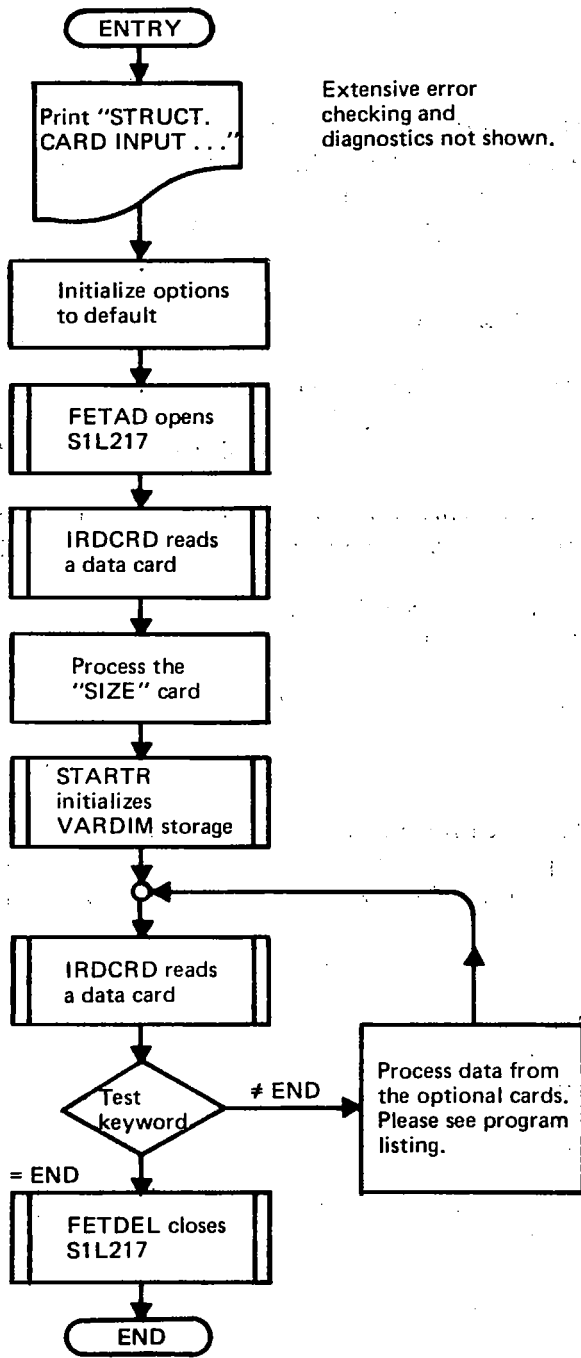 ENTRY
Print “STRUCT.
CARD INPUT . . .”
Extensive error
checking and
diagnostics not shown.
Initialize options
to default
FETAD opens
S1L217
IRDCRD reads
a data card
Process the
“SIZE” card
STARTR
initializes
VARDIM storage
IRDCRD reads
a data card
Test
keyword
≠ END
Process data from
the optional cards.
Please see program
listing.
= END
FETDEL closes
S1L217
END